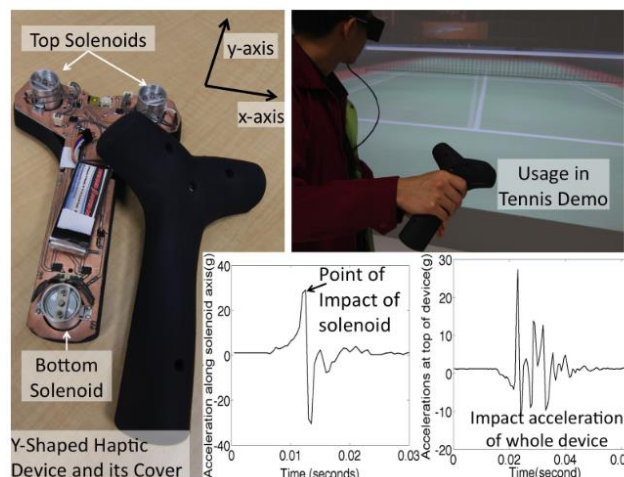 Top Solenoids
y-axis
x-axis
Usage in
Tennis Demo
Bottom
Solenoid
Y-Shaped Haptic
Device and its Cover
Acceleration along solenoid axis(g)
40
20
0
-20
-40
0
0.01
0.02
0.03
Time (seconds)
Point of
Impact of
solenoid
Accelerations at top of device(g)
30
20
10
0
-10
-20
0
0.02
0.04
0.06
Time(second)
Impact acceleration
of whole device